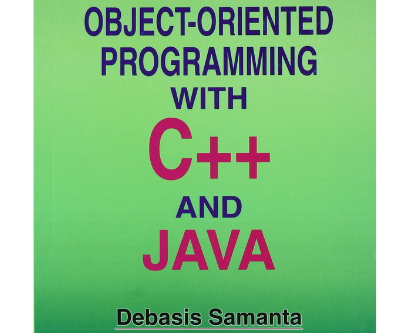 OBJECT-ORIENTED
PROGRAMMING
WITH
C++
AND
JAVA
Debasis Samanta